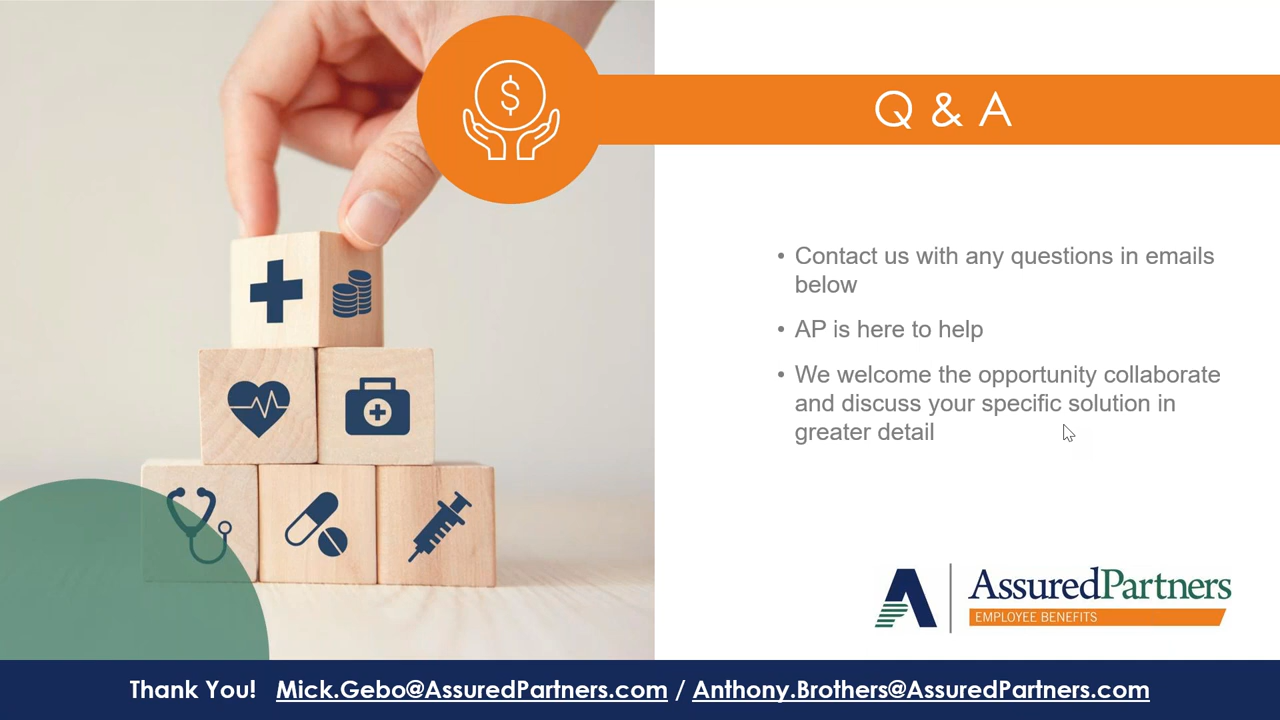 $
Q & A
• Contact us with any questions in emails
below
• AP is here to help
• We welcome the opportunity collaborate
and discuss your specific solution in
greater detail
A
AssuredPartners
EMPLOYEE BENEFITS
Thank You! Mick.Gebo@AssuredPartners.com / Anthony.Brothers@AssuredPartners.com